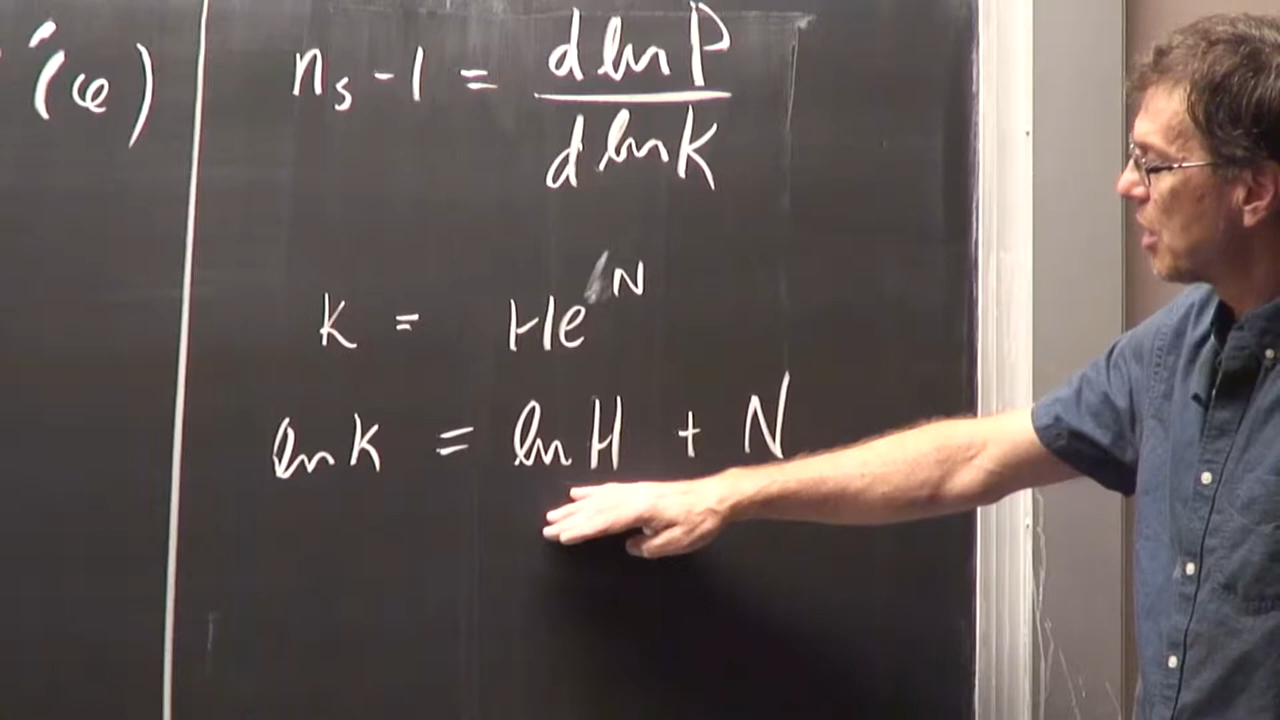 "(φ)
n_s - 1 = d ln P / d ln k
k = He^N
ln k = ln H + N